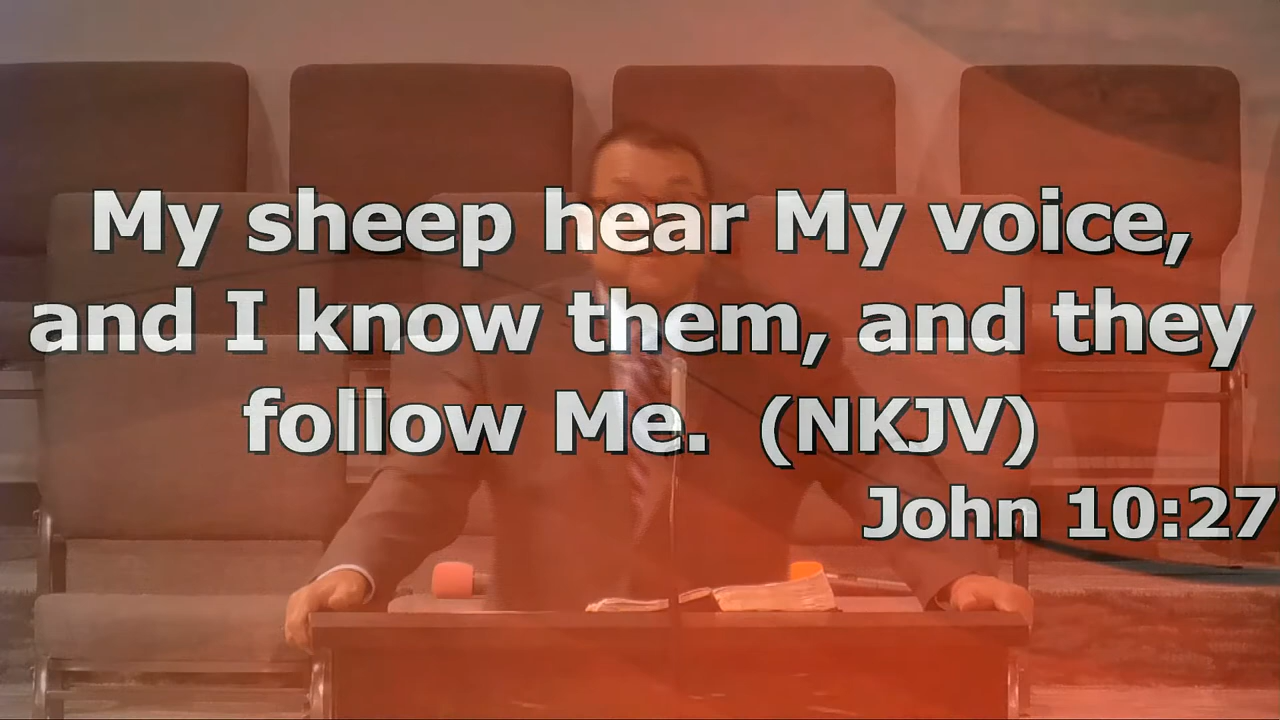 My sheep hear My voice,
and I know them, and they
follow Me. (NKJV)
John 10:27